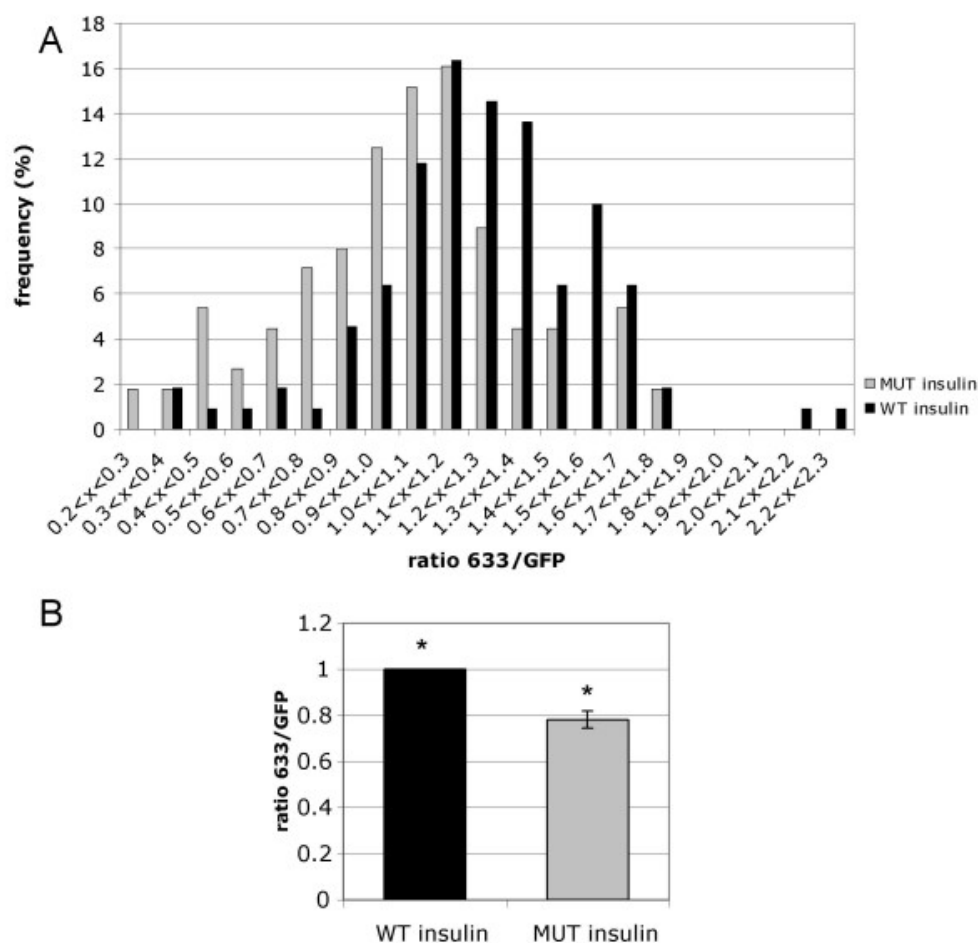 A
18
16
14
12
10
8
6
4
2
0
frequency (%)
0.2<x<0.3
0.3<x<0.4
0.4<x<0.5
0.5<x<0.6
0.6<x<0.7
0.7<x<0.8
0.8<x<0.9
0.9<x<1.0
1.0<x<1.1
1.1<x<1.2
1.2<x<1.3
1.3<x<1.4
1.4<x<1.5
1.5<x<1.6
1.6<x<1.7
1.7<x<1.8
1.8<x<1.9
1.9<x<2.0
2.0<x<2.1
2.1<x<2.2
2.2<x<2.3
ratio 633/GFP
MUT insulin
WT insulin
B
1.2
1
0.8
0.6
0.4
0.2
0
ratio 633/GFP
*
*
WT insulin
MUT insulin